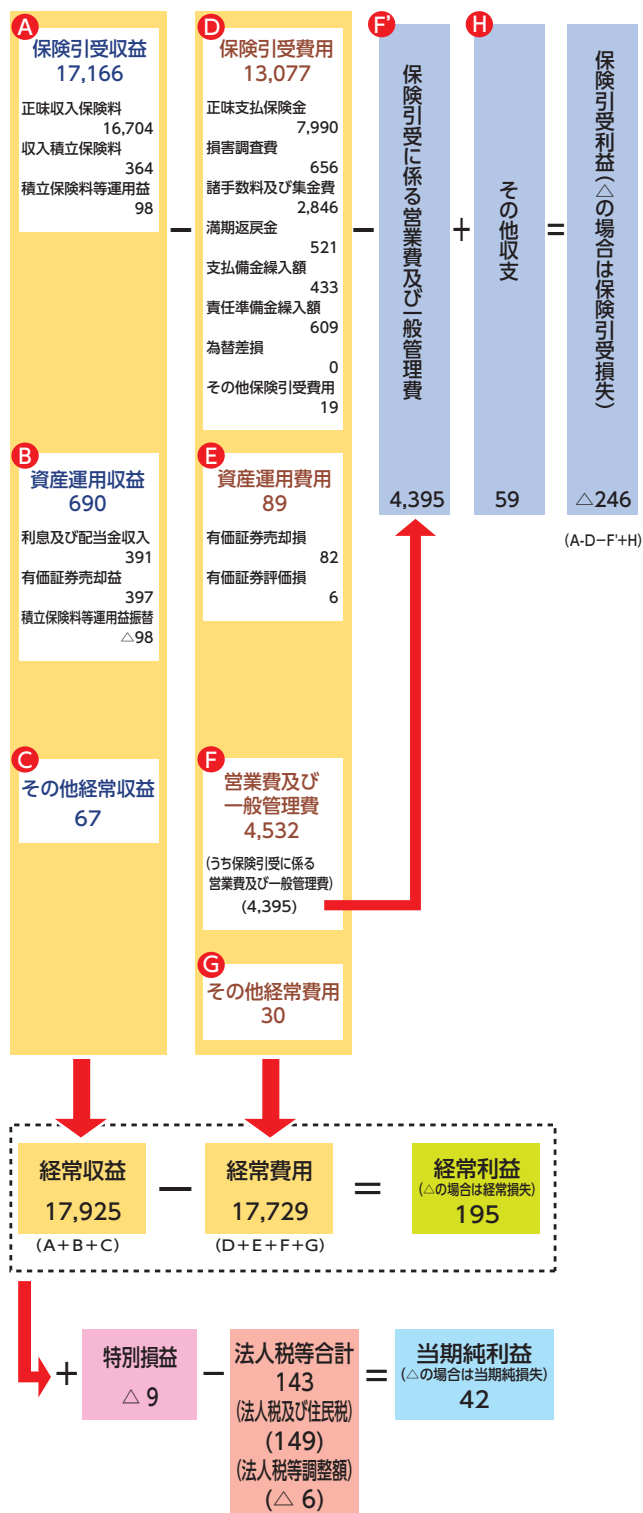 A
保険引受収益
17,166
正味収入保険料
16,704
収入積立保険料
364
積立保険料等運用益
98
B
資産運用収益
690
利息及び配当金収入
391
有価証券売却益
397
積立保険料等運用益振替
△98
C
その他経常収益
67
−
D
保険引受費用
13,077
正味支払保険金
7,990
損害調査費
656
諸手数料及び集金費
2,846
満期返戻金
521
支払備金繰入額
433
責任準備金繰入額
609
為替差損
0
その他保険引受費用
19
E
資産運用費用
89
有価証券売却損
82
有価証券評価損
6
F
営業費及び
一般管理費
4,532
(うち保険引受に係る
営業費及び一般管理費)
(4,395)
G
その他経常費用
30
−
F'
保険引受に係る営業費及び一般管理費
4,395
+
H
その他収支
59
=
保険引受利益(△の場合は保険引受損失)
△246
(A-D−F'+H)
経常収益
17,925
(A+B+C)
−
経常費用
17,729
(D+E+F+G)
=
経常利益
(△の場合は経常損失)
195
+
特別損益
△ 9
−
法人税等合計
143
(法人税及び住民税)
(149)
(法人税等調整額)
(△ 6)
=
当期純利益
(△の場合は当期純損失)
42